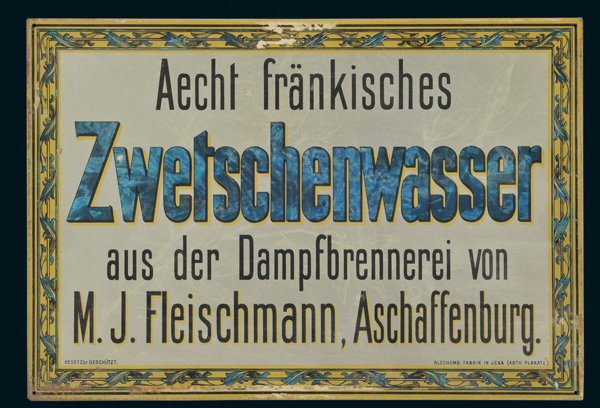 Aecht fränkisches
Zwetschenwasser
aus der Dampfbrennerei von
M. J. Fleischmann, Aschaffenburg.
GESETZL-GESCHÜTZT.
BLECHEMB. FABRIK IN JENA (ABTH. PLAKATE.)